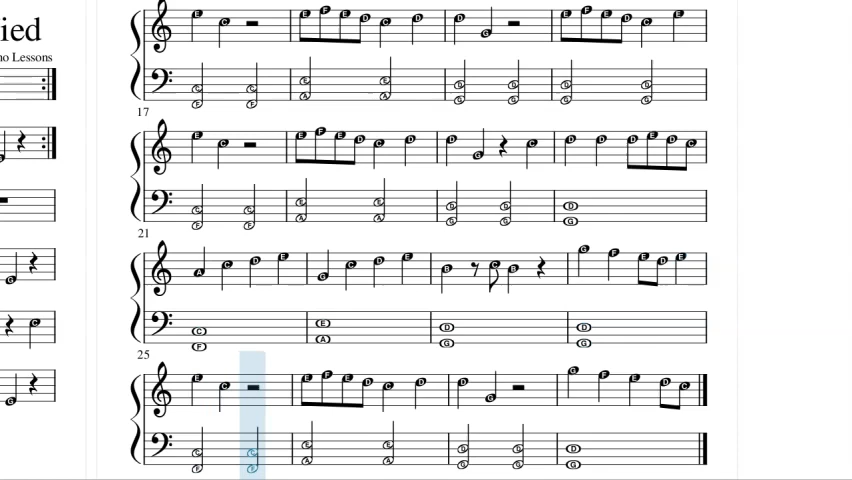 ied
no Lessons
E C
E F E D C D
D G
E F E D C E
C F C F
E A E A
D G D G
D G D G
17
E C
E F E D C D
D G C
D D D E D C
C F C F
E A E A
D G D G
D G
21
A C D E
G C D E
B C B
G F E D E
C F
E A
D G
D G
G
C
G
25
E C
E F E D C D
D G
G F E D C
C F C F
E A E A
D G D G
D G